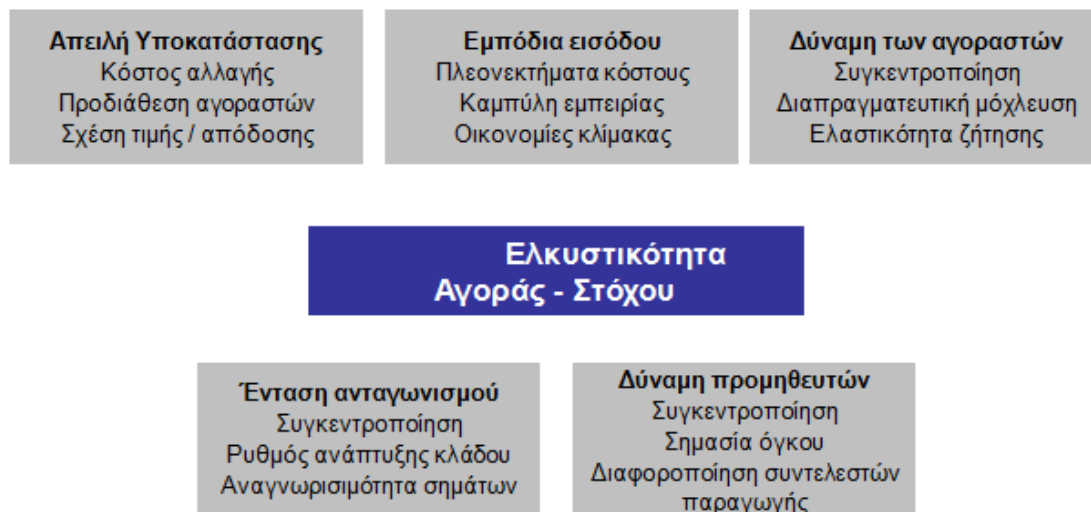 Απειλή Υποκατάστασης
Κόστος αλλαγής
Προδιάθεση αγοραστών
Σχέση τιμής / απόδοσης
Εμπόδια εισόδου
Πλεονεκτήματα κόστους
Καμπύλη εμπειρίας
Οικονομίες κλίμακας
Δύναμη των αγοραστών
Συγκεντροποίηση
Διαπραγματευτική μόχλευση
Ελαστικότητα ζήτησης
Ελκυστικότητα
Αγοράς - Στόχου
Ένταση ανταγωνισμού
Συγκεντροποίηση
Ρυθμός ανάπτυξης κλάδου
Αναγνωρισιμότητα σημάτων
Δύναμη προμηθευτών
Συγκεντροποίηση
Σημασία όγκου
Διαφοροποίηση συντελεστών
παραγωγής